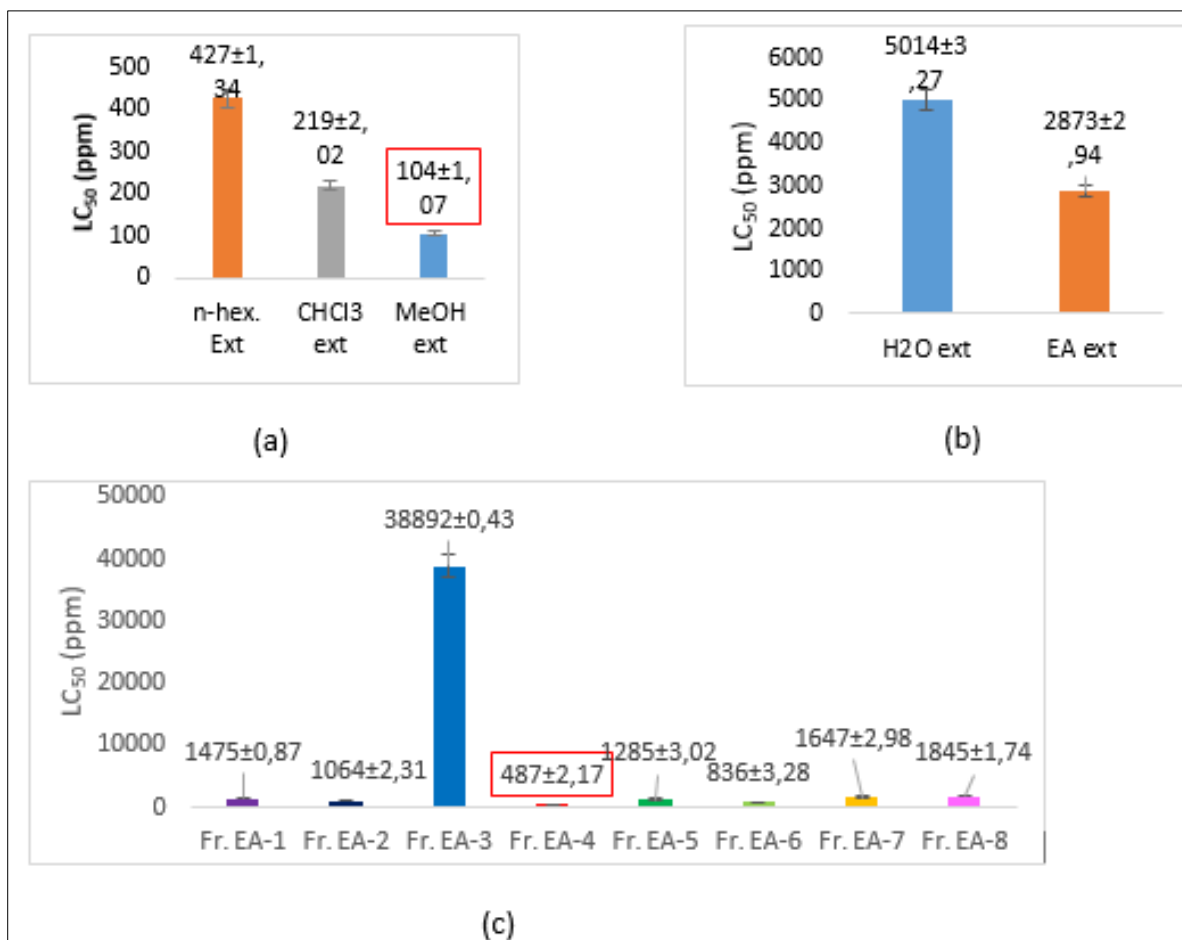 427±1,
34
219±2,
02
104±1,
07
LC₅₀ (ppm)
500
400
300
200
100
0
n-hex.
Ext
CHCl3
ext
MeOH
ext
(a)
5014±3
,27
2873±2
,94
LC₅₀ (ppm)
6000
5000
4000
3000
2000
1000
0
H2O ext
EA ext
(b)
LC₅₀ (ppm)
50000
40000
30000
20000
10000
0
1475±0,87
1064±2,31
38892±0,43
487±2,17
1285±3,02
836±3,28
1647±2,98
1845±1,74
Fr. EA-1
Fr. EA-2
Fr. EA-3
Fr. EA-4
Fr. EA-5
Fr. EA-6
Fr. EA-7
Fr. EA-8
(c)